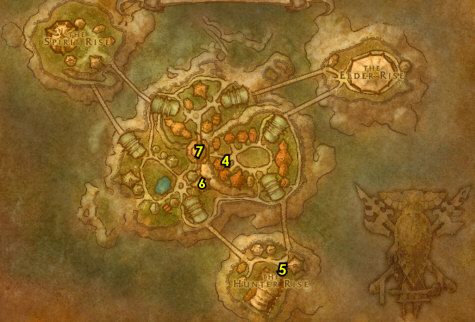 THE
SPIRIT RISE
THE
ELDER RISE
7
4
6
5
THE
HUNTER RISE